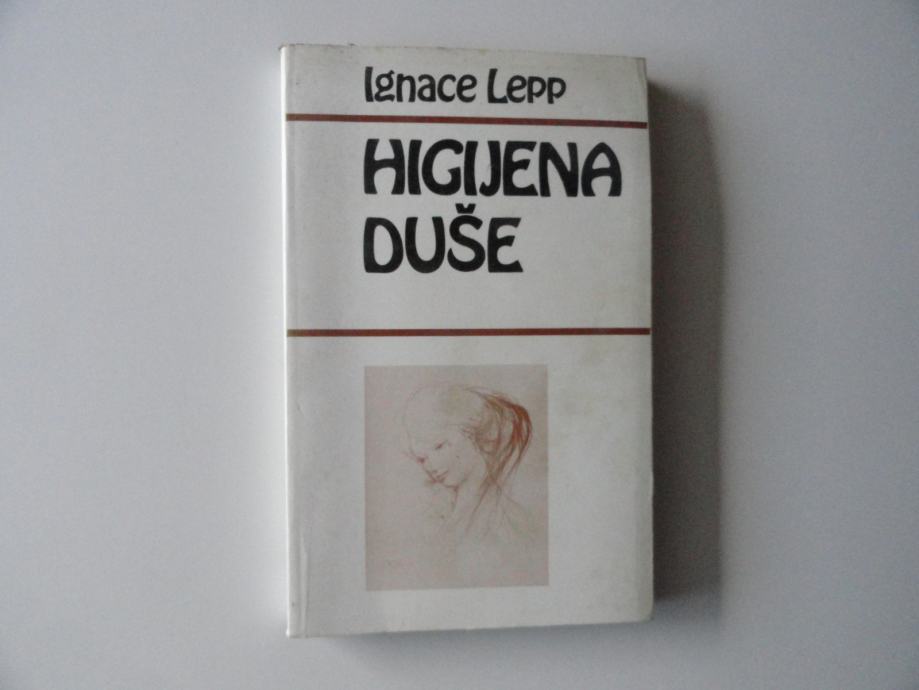 Ignace Lepp
HIGIJENA
DUŠE